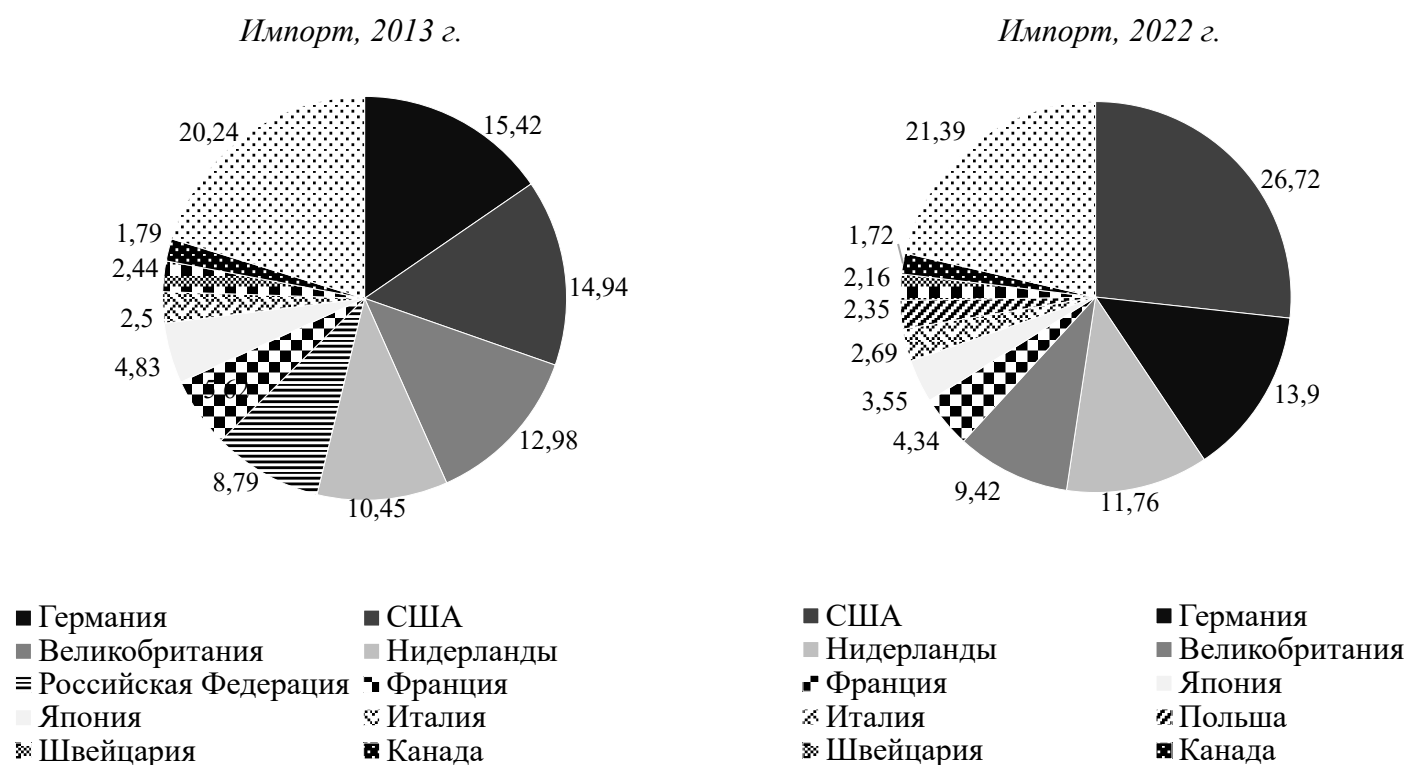 Импорт, 2013 г.
15,42
14,94
12,98
10,45
8,79
5,62
4,83
2,5
2,44
1,79
20,24
Германия
США
Великобритания
Нидерланды
Российская Федерация
Франция
Япония
Италия
Швейцария
Канада
Импорт, 2022 г.
26,72
13,9
11,76
9,42
4,34
3,55
2,69
2,35
2,16
1,72
21,39
США
Германия
Нидерланды
Великобритания
Франция
Япония
Италия
Польша
Швейцария
Канада